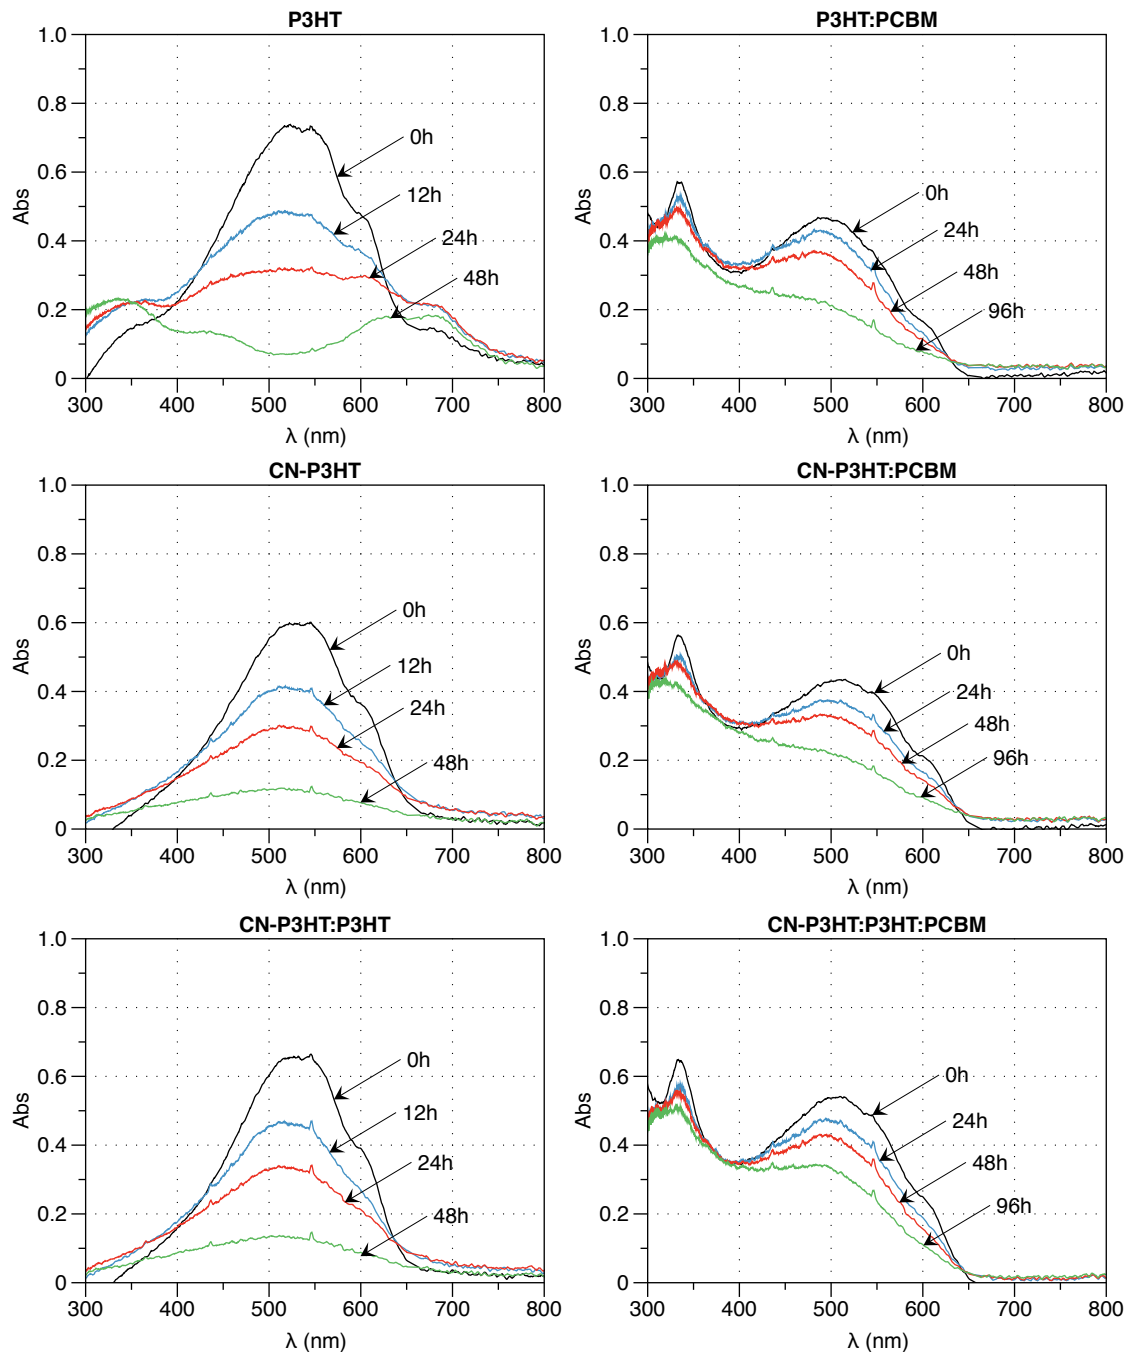 P3HT
1.0
0.8
0.6
0.4
0.2
0
Abs
0h
12h
24h
48h
300 400 500 600 700 800
λ (nm)
P3HT:PCBM
1.0
0.8
0.6
0.4
0.2
0
Abs
0h
24h
48h
96h
300 400 500 600 700 800
λ (nm)
CN-P3HT
1.0
0.8
0.6
0.4
0.2
0
Abs
0h
12h
24h
48h
300 400 500 600 700 800
λ (nm)
CN-P3HT:PCBM
1.0
0.8
0.6
0.4
0.2
0
Abs
0h
24h
48h
96h
300 400 500 600 700 800
λ (nm)
CN-P3HT:P3HT
1.0
0.8
0.6
0.4
0.2
0
Abs
0h
12h
24h
48h
300 400 500 600 700 800
λ (nm)
CN-P3HT:P3HT:PCBM
1.0
0.8
0.6
0.4
0.2
0
Abs
0h
24h
48h
96h
300 400 500 600 700 800
λ (nm)